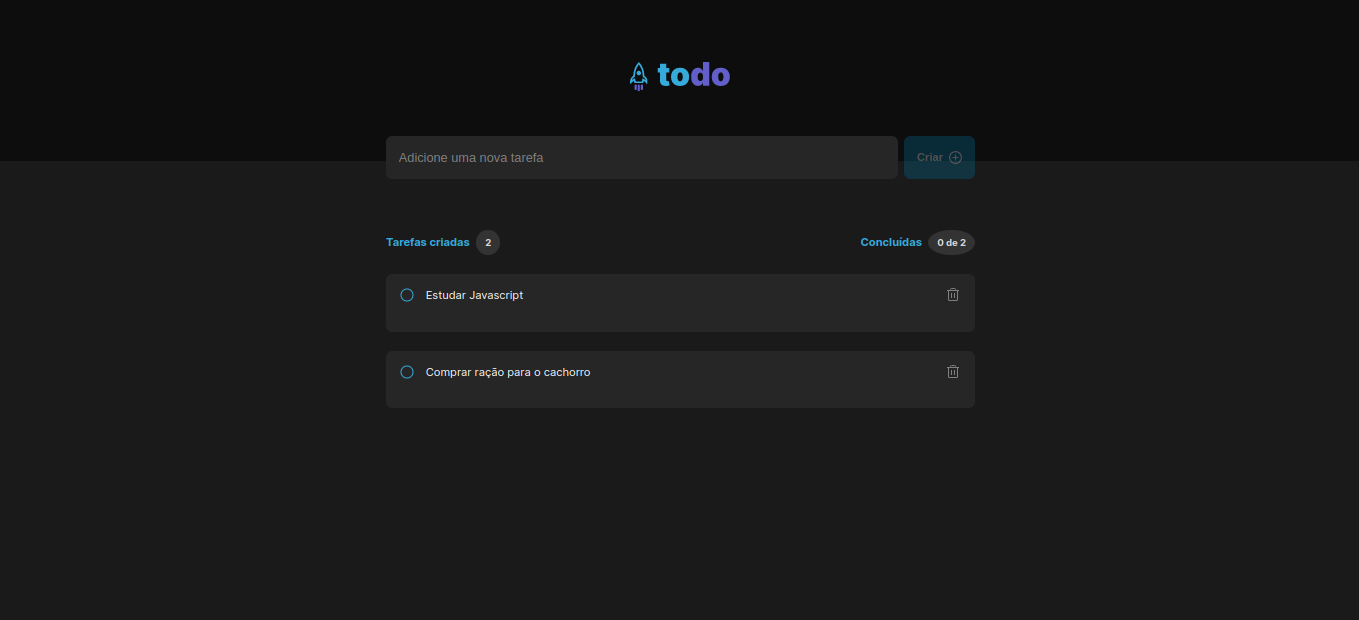 todo
Adicione uma nova tarefa
Criar
Tarefas criadas 2
Concluídas 0 de 2
Estudar Javascript
Comprar ração para o cachorro